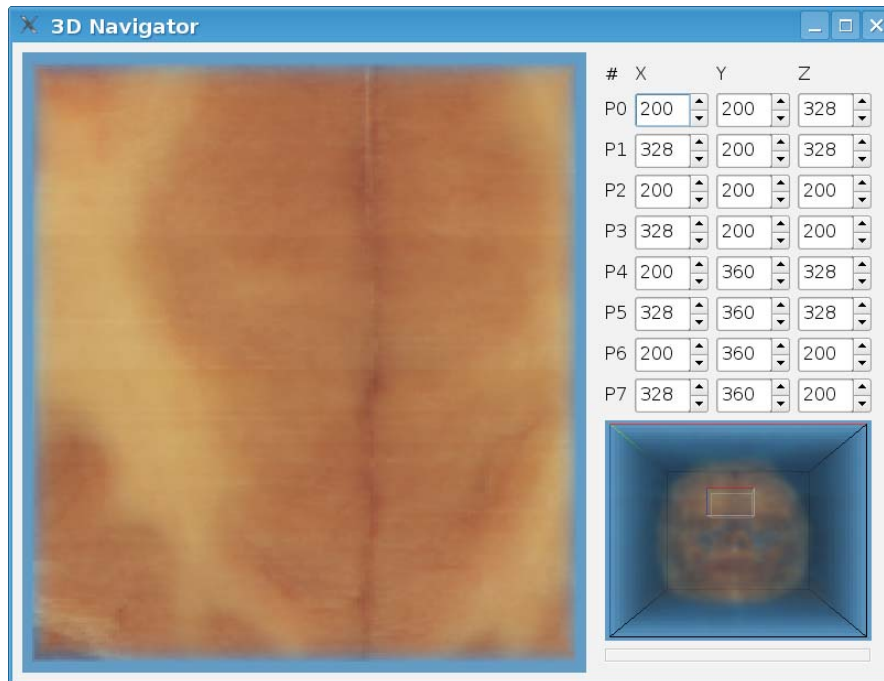 3D Navigator
# X Y Z
P0 200 200 328
P1 328 200 328
P2 200 200 200
P3 328 200 200
P4 200 360 328
P5 328 360 328
P6 200 360 200
P7 328 360 200